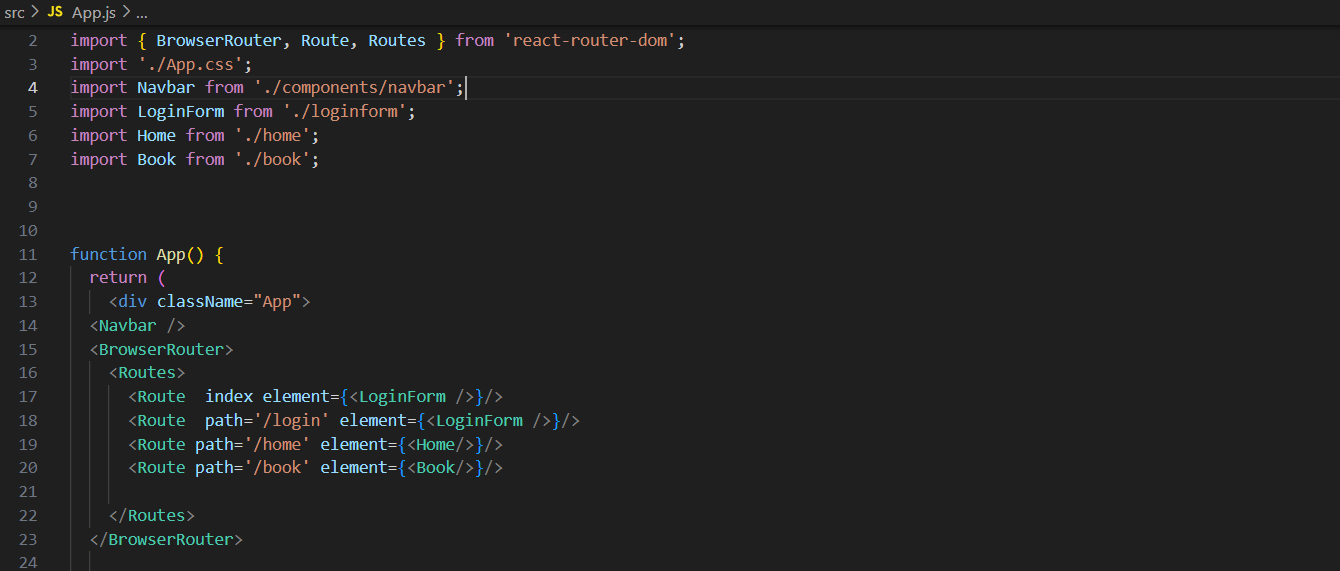 src > JS App.js > ...
2 import { BrowserRouter, Route, Routes } from 'react-router-dom';
3 import './App.css';
4 import Navbar from './components/navbar';
5 import LoginForm from './loginform';
6 import Home from './home';
7 import Book from './book';
8
9
10
11 function App() {
12   return (
13     <div className="App">
14   <Navbar />
15   <BrowserRouter>
16     <Routes>
17       <Route  index element={<LoginForm />}/>
18       <Route  path='/login' element={<LoginForm />}/>
19       <Route path='/home' element={<Home/>}/>
20       <Route path='/book' element={<Book/>}/>
21
22     </Routes>
23   </BrowserRouter>
24